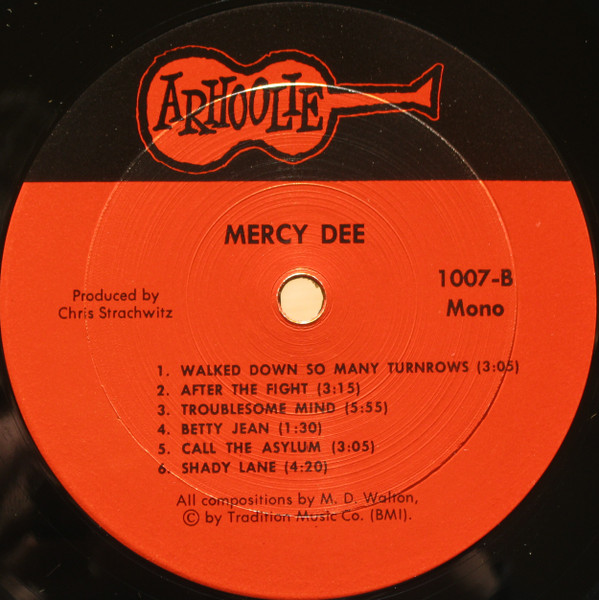 ARHOOLIE
MERCY DEE
Produced by
Chris Strachwitz
1007-B
Mono
1. WALKED DOWN SO MANY TURNROWS (3:05)
2. AFTER THE FIGHT (3:15)
3. TROUBLESOME MIND (5:55)
4. BETTY JEAN (1:30)
5. CALL THE ASYLUM (3:05)
6. SHADY LANE (4:20)
All compositions by M. D. Walton,
© by Tradition Music Co. (BMI).